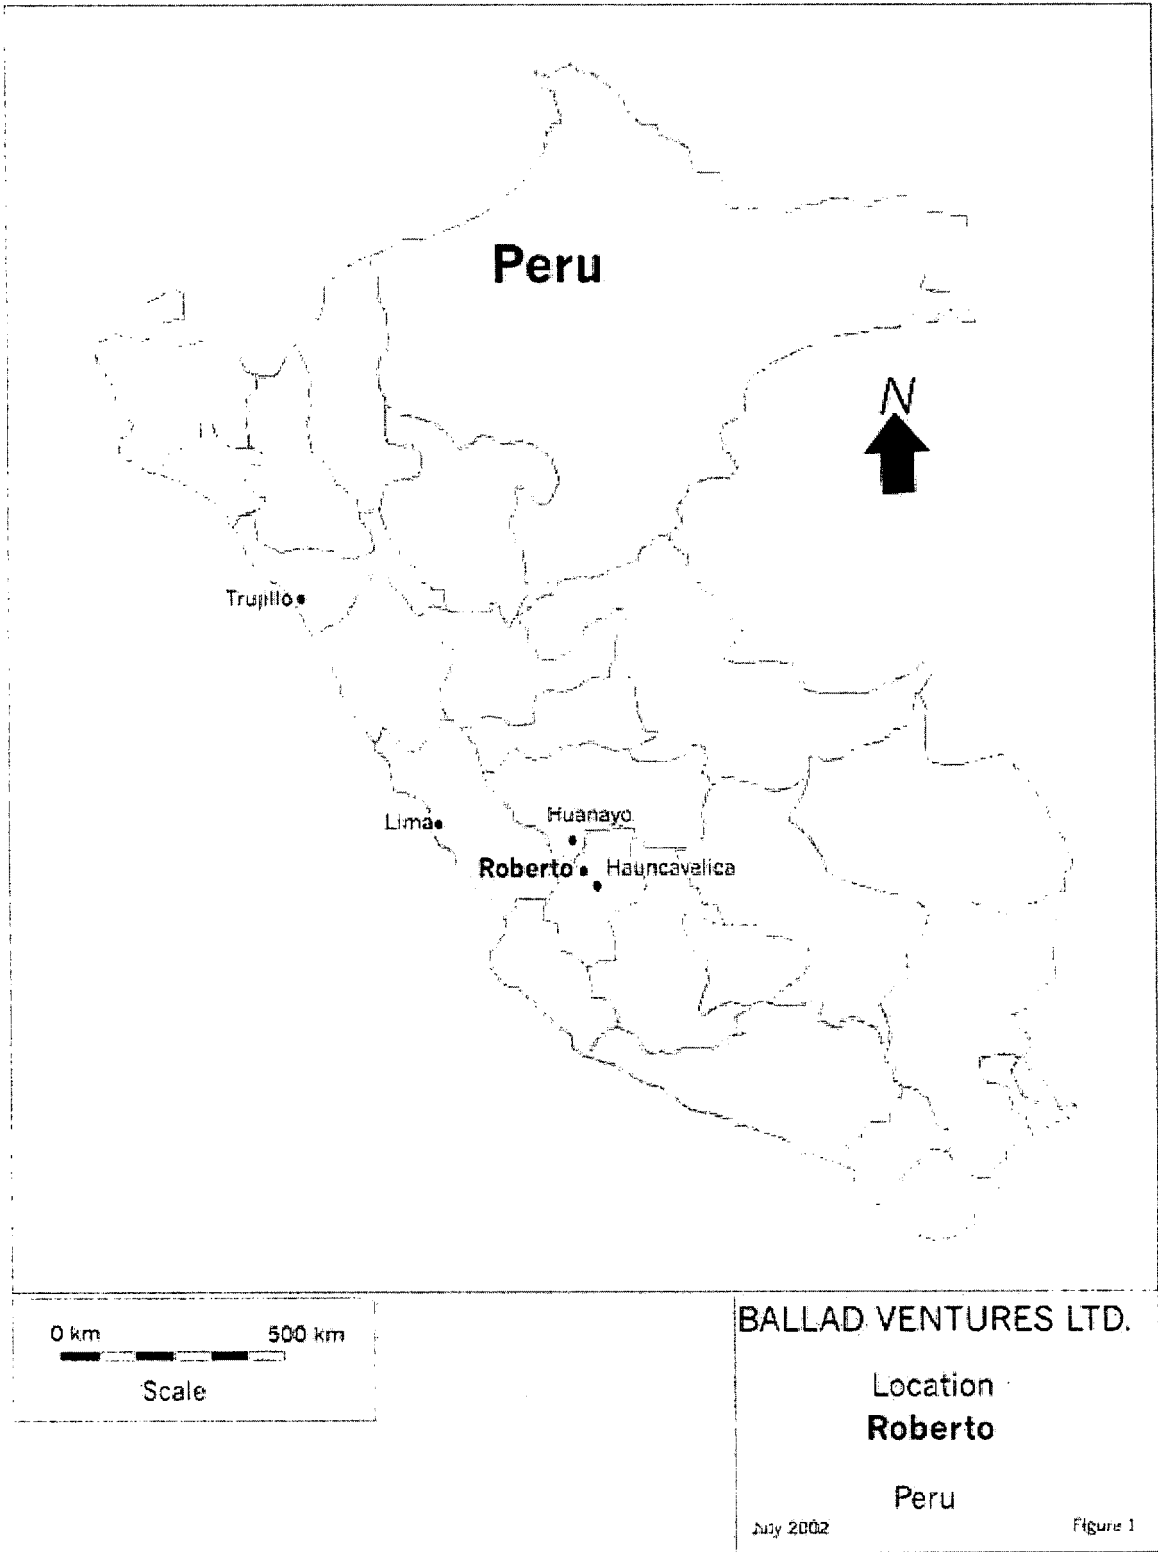 Peru
N
Trujillo
Lima
Huanayo
Roberto
Hauncavelica
0 km 500 km
Scale
BALLAD VENTURES LTD.
Location
Roberto
Peru
July 2002 Figure 1